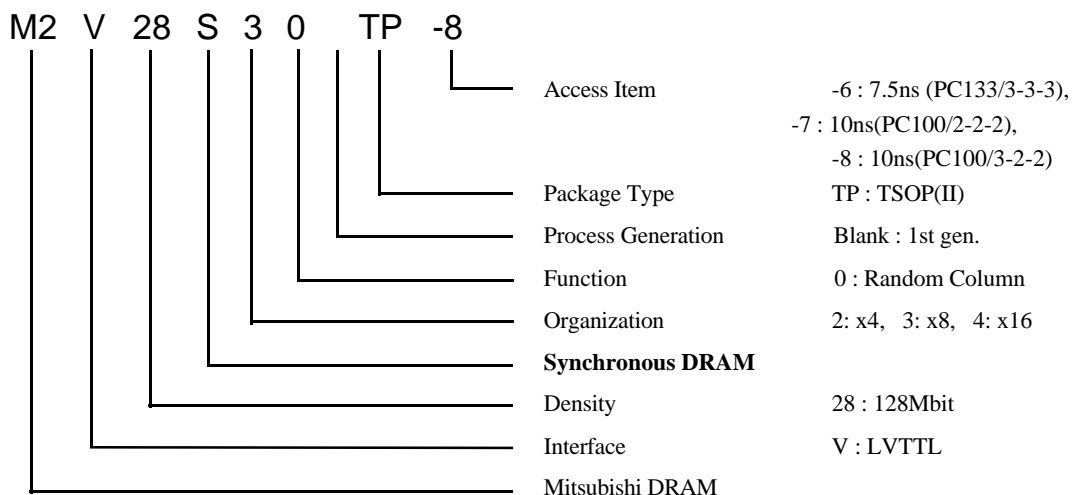 M2 V 28 S 3 0 TP -8
Access Item -6 : 7.5ns (PC133/3-3-3),
-7 : 10ns(PC100/2-2-2),
-8 : 10ns(PC100/3-2-2)
Package Type TP : TSOP(II)
Process Generation Blank : 1st gen.
Function 0 : Random Column
Organization 2: x4, 3: x8, 4: x16
Synchronous DRAM
Density 28 : 128Mbit
Interface V : LVTTL
Mitsubishi DRAM